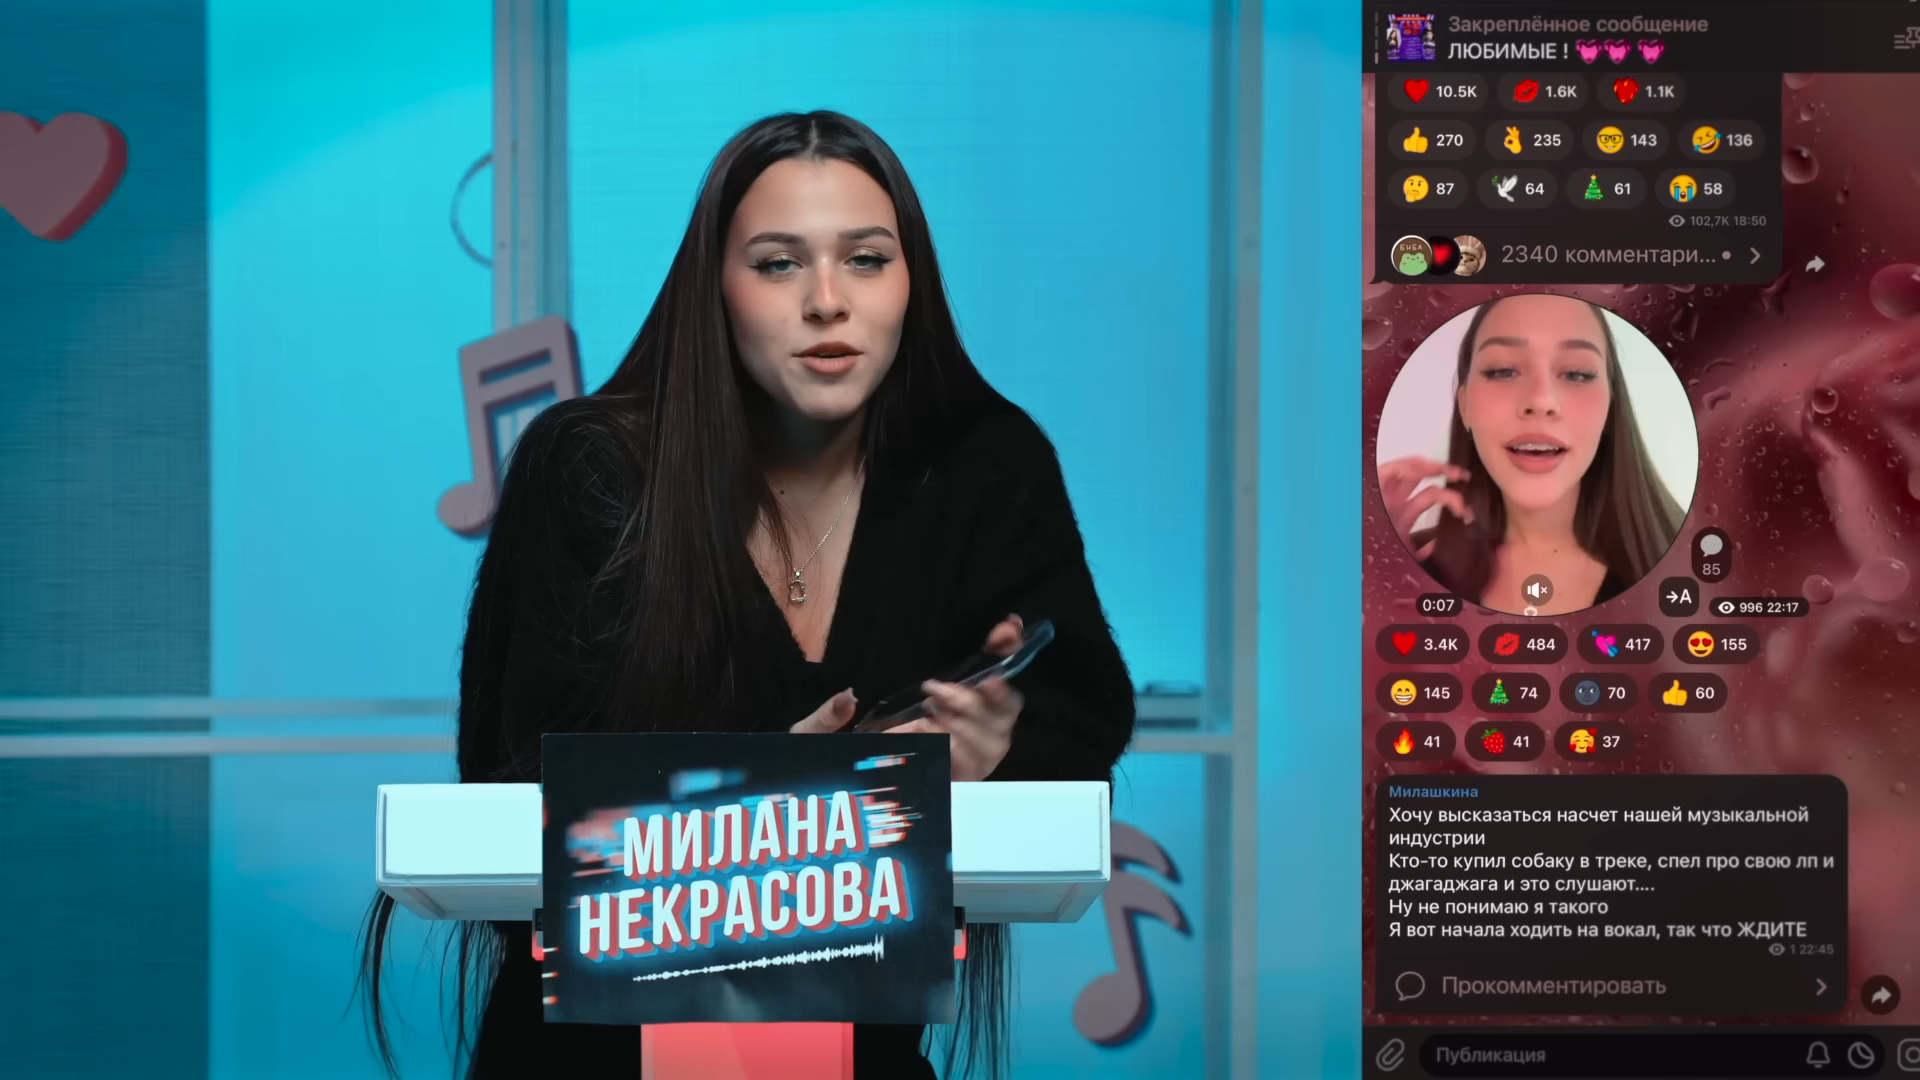 МИЛАНА
НЕКРАСОВА
Закреплённое сообщение
ЛЮБИМЫЕ !
10.5K 1.6K 1.1K
270 235 143 136
87 64 61 58
102,7K 18:50
2340 комментари...
85
0:07
→A
996 22:17
3.4K 484 417 155
145 74 70 60
41 41 37
Милашкина
Хочу высказаться насчет нашей музыкальной
индустрии
Кто-то купил собаку в треке, спел про свою лп и
джагаджага и это слушают....
Ну не понимаю я такого
Я вот начала ходить на вокал, так что ЖДИТЕ
1 22:45
Прокомментировать
Публикация